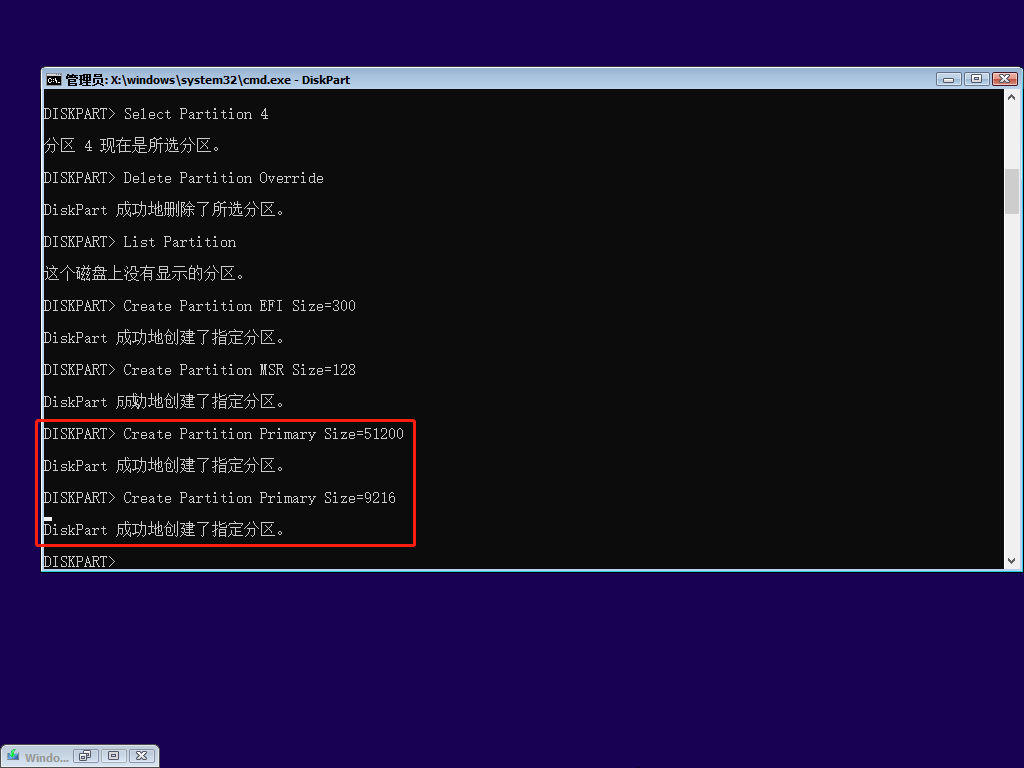 管理员: X:\windows\system32\cmd.exe - DiskPart
DISKPART> Select Partition 4
分区 4 现在是所选分区。
DISKPART> Delete Partition Override
DiskPart 成功地删除了所选分区。
DISKPART> List Partition
这个磁盘上没有显示的分区。
DISKPART> Create Partition EFI Size=300
DiskPart 成功地创建了指定分区。
DISKPART> Create Partition MSR Size=128
DiskPart 成功地创建了指定分区。
DISKPART> Create Partition Primary Size=51200
DiskPart 成功地创建了指定分区。
DISKPART> Create Partition Primary Size=9216
DiskPart 成功地创建了指定分区。
DISKPART>
Windo...